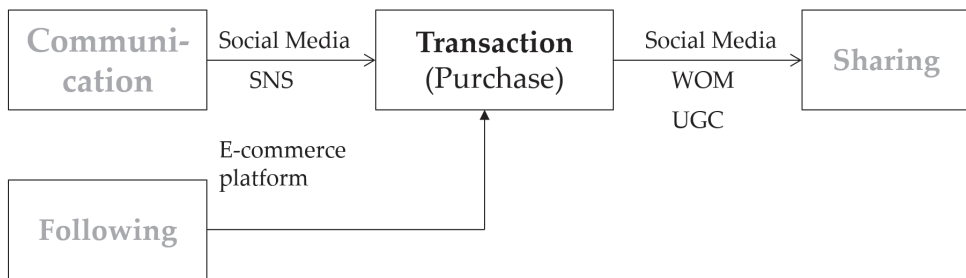 Communi-
cation
Social Media
SNS
Transaction
(Purchase)
Social Media
WOM
UGC
Sharing
E-commerce
platform
Following